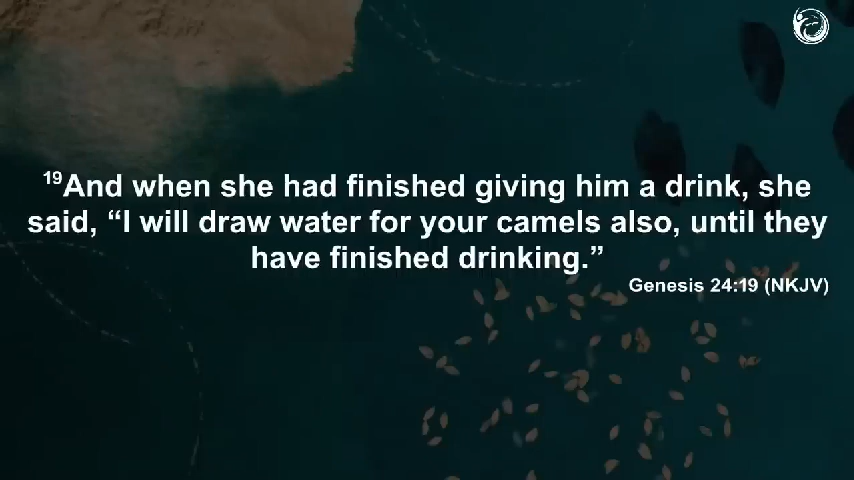 ¹⁹And when she had finished giving him a drink, she
said, “I will draw water for your camels also, until they
have finished drinking.”
Genesis 24:19 (NKJV)